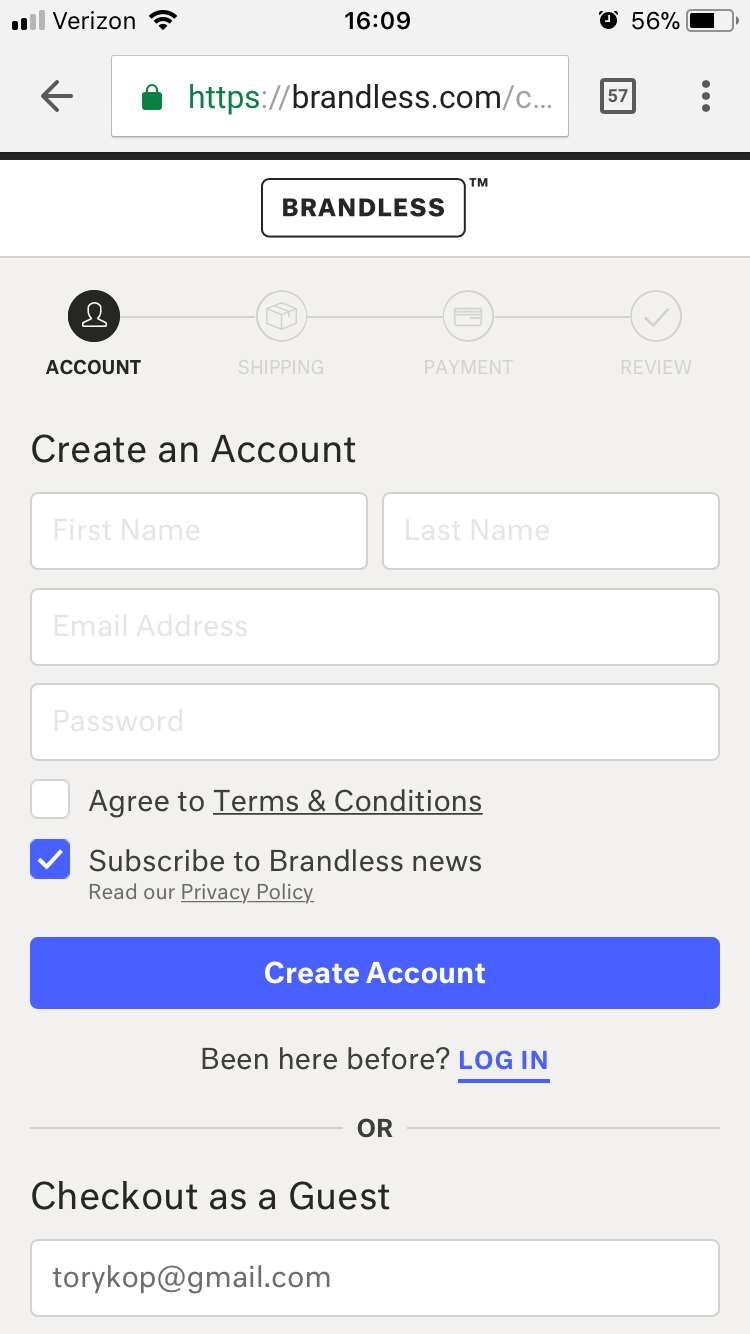 Verizon 16:09 56%
https://brandless.com/c... 57
BRANDLESS™
ACCOUNT SHIPPING PAYMENT REVIEW
Create an Account
First Name Last Name
Email Address
Password
Agree to Terms & Conditions
Subscribe to Brandless news
Read our Privacy Policy
Create Account
Been here before? LOG IN
OR
Checkout as a Guest
torykop@gmail.com